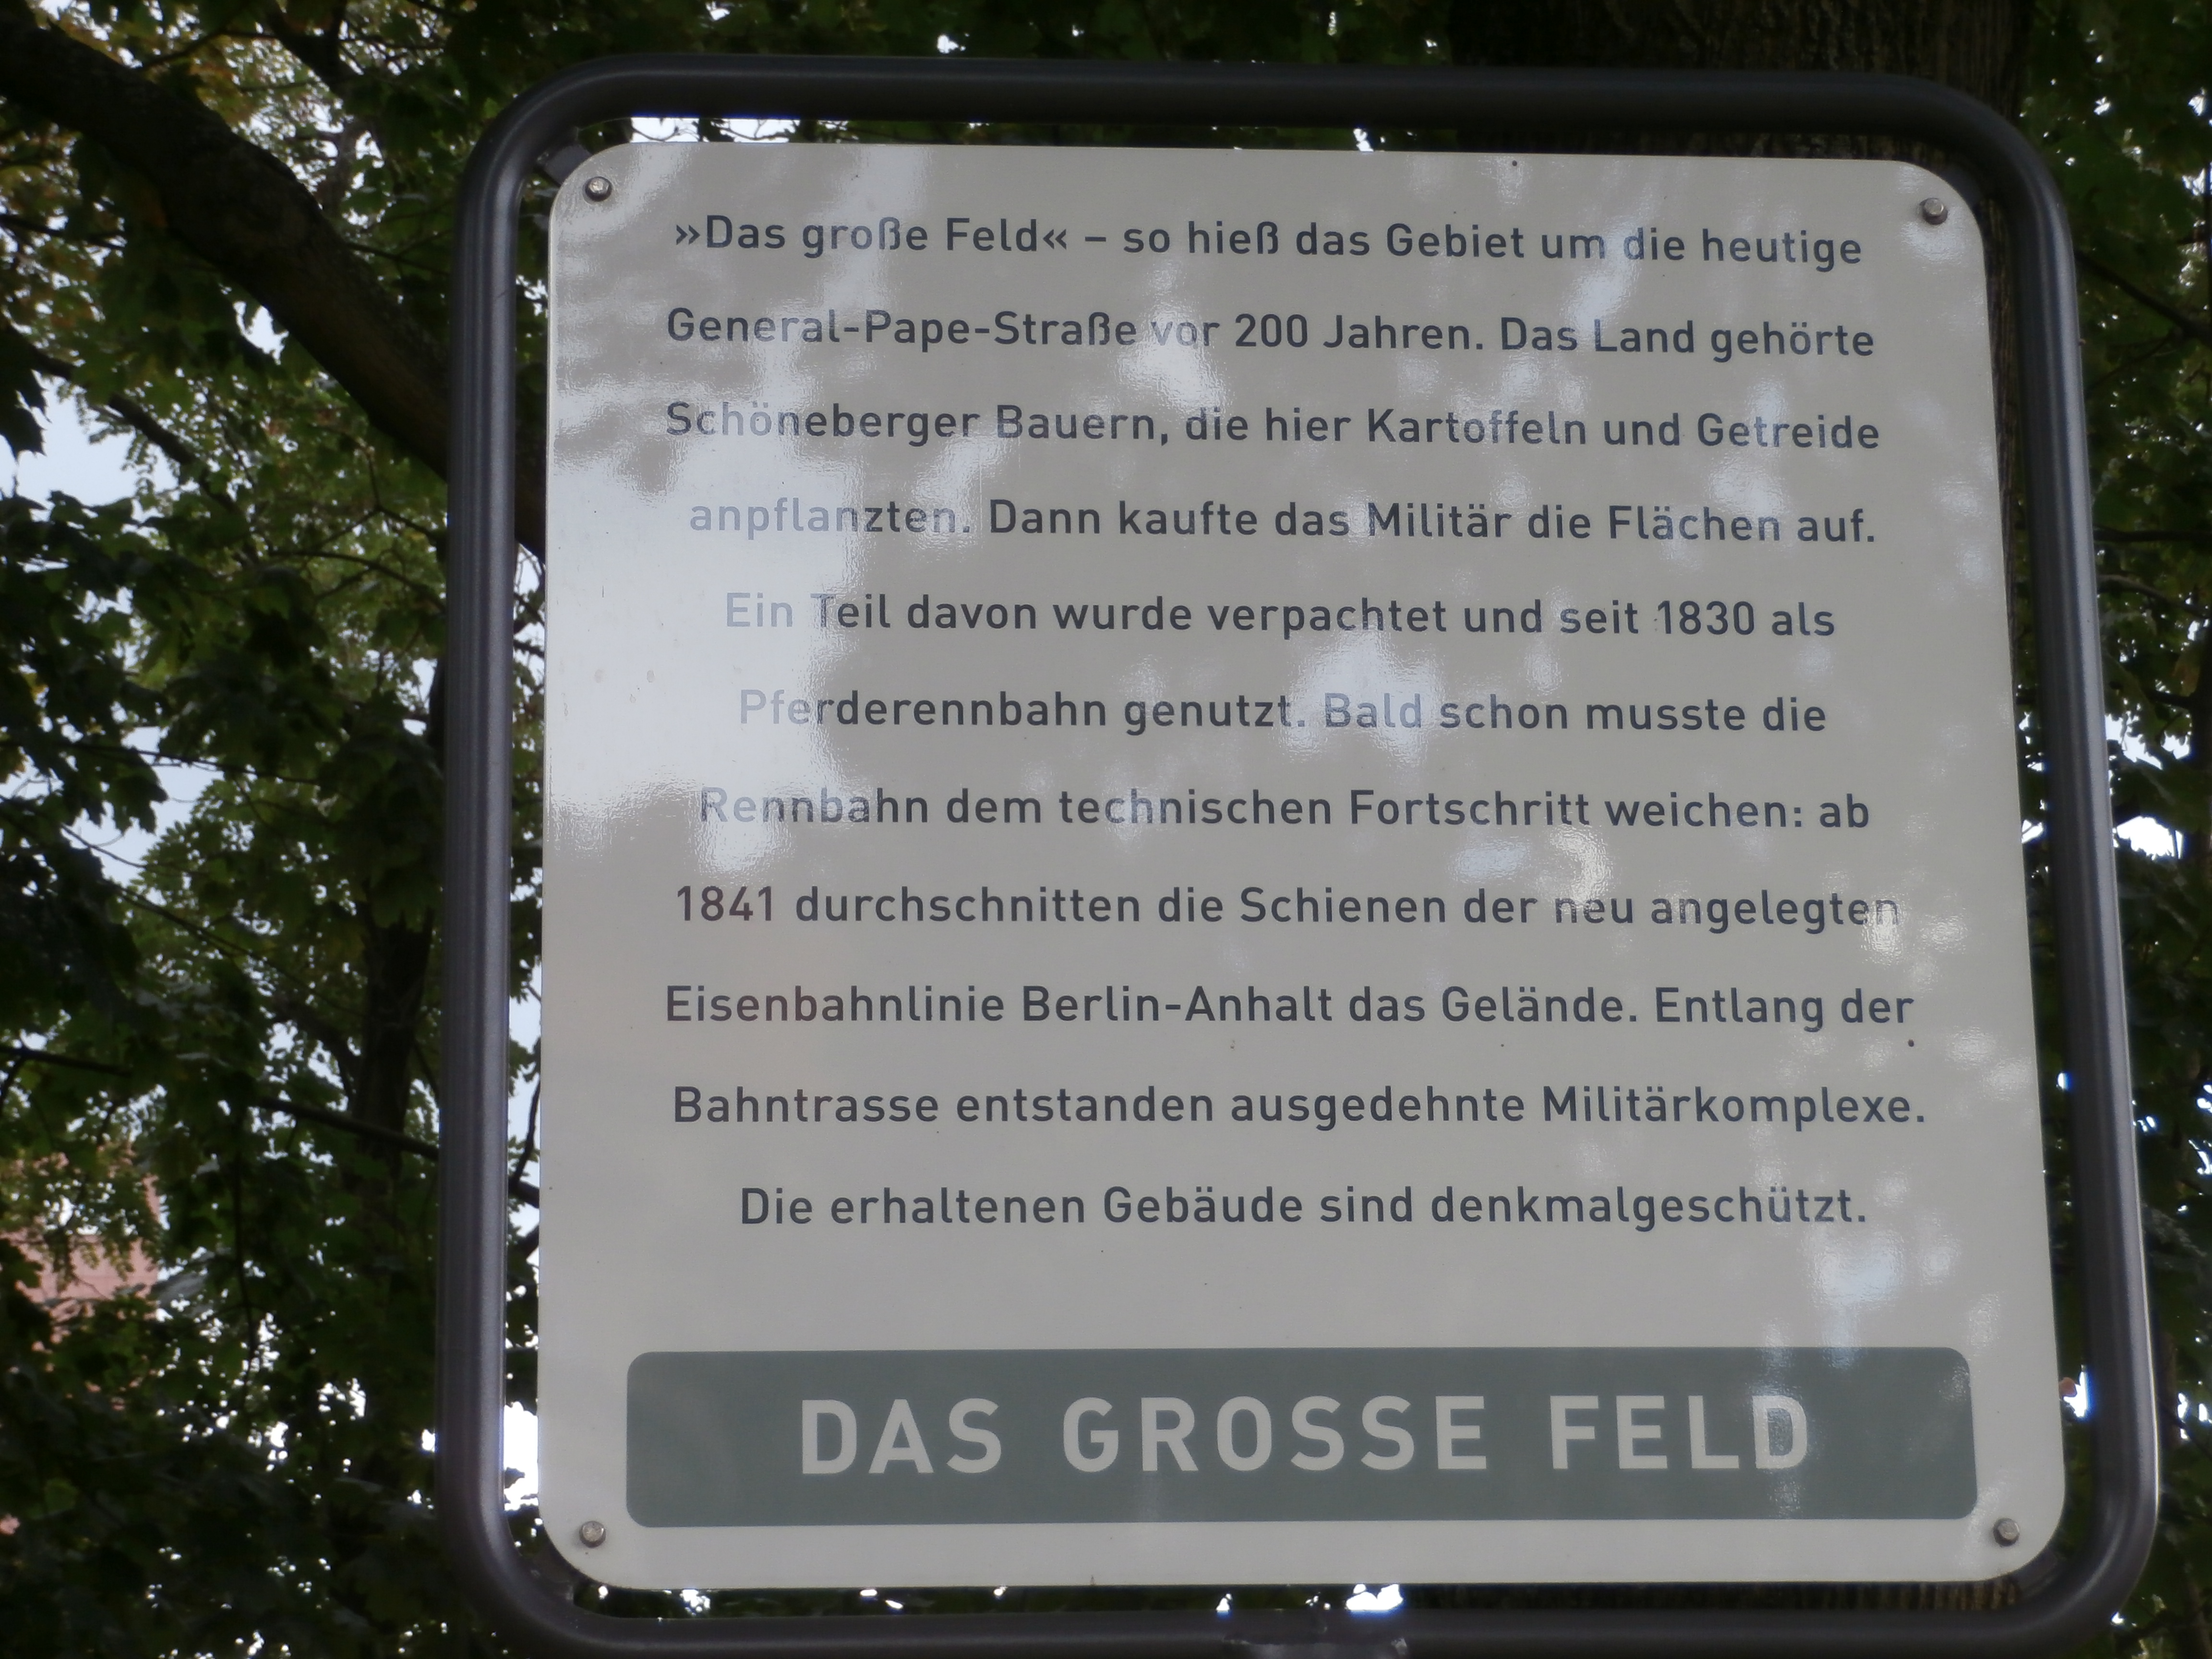 »Das große Feld« – so hieß das Gebiet um die heutige
General-Pape-Straße vor 200 Jahren. Das Land gehörte
Schöneberger Bauern, die hier Kartoffeln und Getreide
anpflanzten. Dann kaufte das Militär die Flächen auf.
Ein Teil davon wurde verpachtet und seit 1830 als
Pferderennbahn genutzt. Bald schon musste die
Rennbahn dem technischen Fortschritt weichen: ab
1841 durchschnitten die Schienen der neu angelegten
Eisenbahnlinie Berlin-Anhalt das Gelände. Entlang der
Bahntrasse entstanden ausgedehnte Militärkomplexe.
Die erhaltenen Gebäude sind denkmalgeschützt.
DAS GROSSE FELD